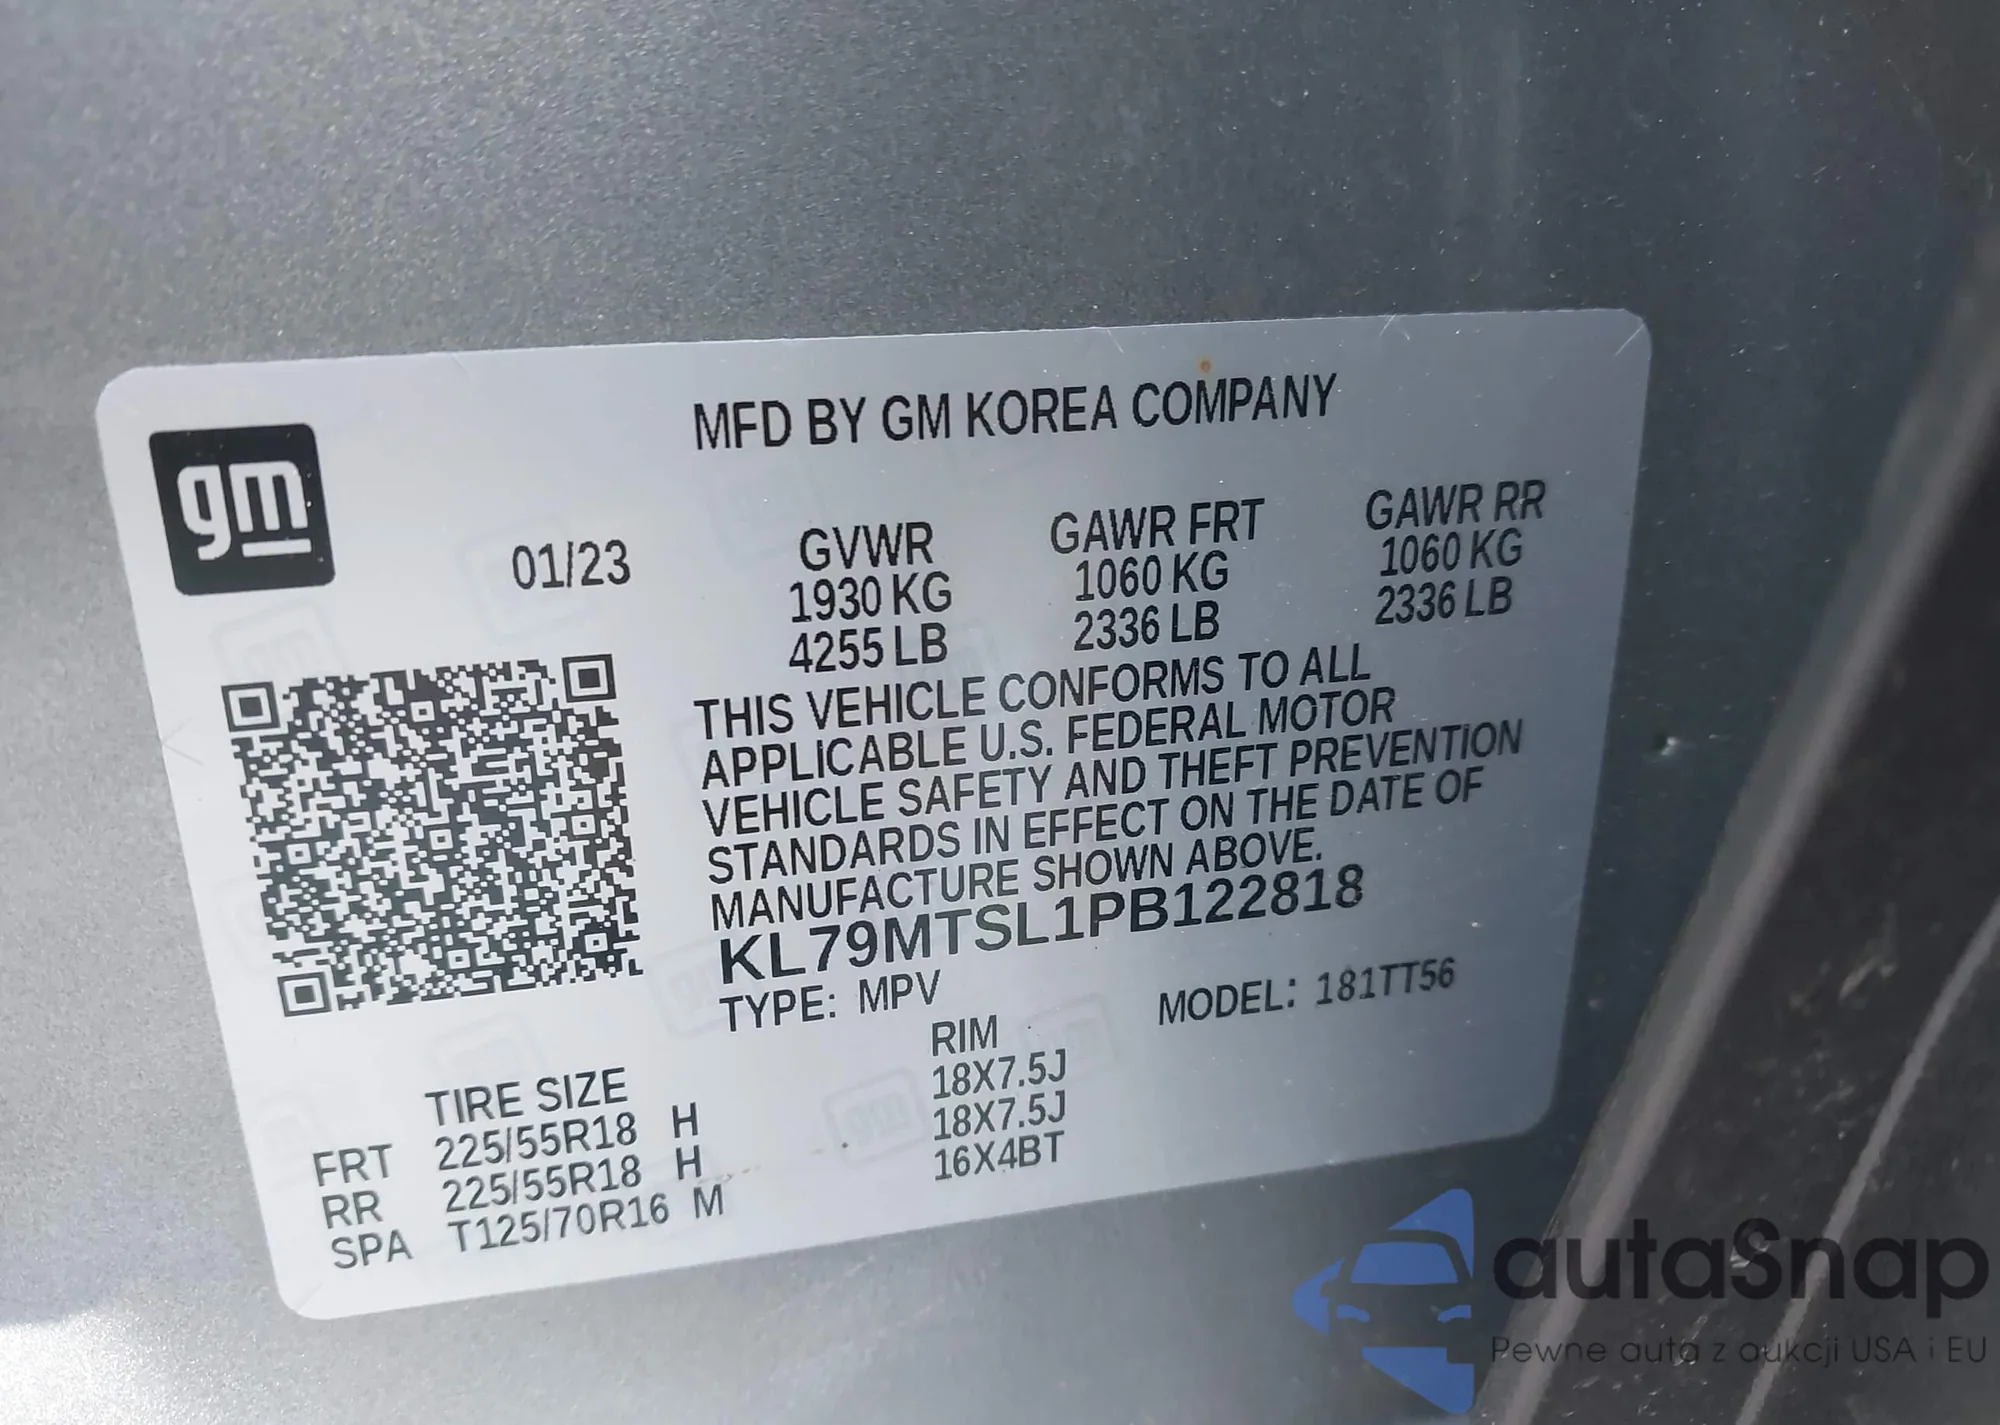 gm
MFD BY GM KOREA COMPANY
01/23
GVWR
1930 KG
4255 LB
GAWR FRT
1060 KG
2336 LB
GAWR RR
1060 KG
2336 LB
THIS VEHICLE CONFORMS TO ALL
APPLICABLE U.S. FEDERAL MOTOR
VEHICLE SAFETY AND THEFT PREVENTION
STANDARDS IN EFFECT ON THE DATE OF
MANUFACTURE SHOWN ABOVE.
KL79MTSL1PB122818
TYPE: MPV
MODEL: 181TT56
TIRE SIZE RIM
FRT 225/55R18 H 18X7.5J
RR 225/55R18 H 18X7.5J
SPA T125/70R16 M 16X4BT
autaSnap
Pewne auta z aukcji USA i EU